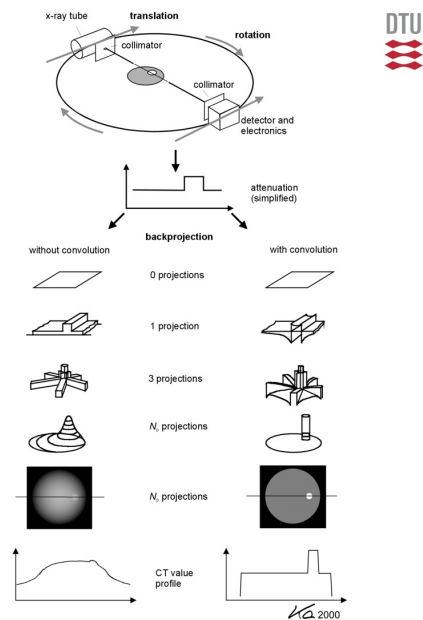 DTU
x-ray tube
translation
collimator
rotation
collimator
detector and
electronics
attenuation
(simplified)
backprojection
without convolution
with convolution
0 projections
1 projection
3 projections
Np projections
Np projections
CT value
profile
2000